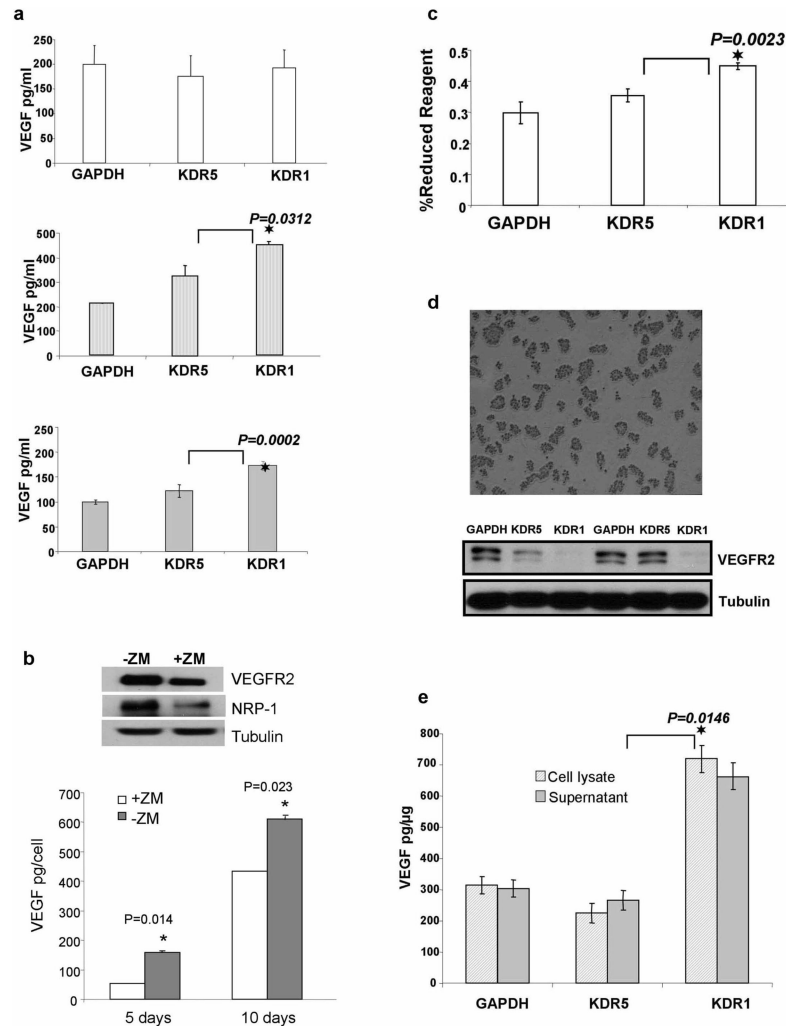 a
VEGF pg/ml
250
200
150
100
50
0
GAPDH KDR5 KDR1
P=0.0312
VEGF pg/ml
500
400
300
200
100
0
GAPDH KDR5 KDR1
P=0.0002
VEGF pg/ml
200
150
100
50
0
GAPDH KDR5 KDR1
b
-ZM +ZM
VEGFR2
NRP-1
Tubulin
VEGF pg/cell
700
600
500
400
300
200
100
0
+ZM
-ZM
P=0.014
*
P=0.023
*
5 days 10 days
c
P=0.0023
%Reduced Reagent
0.5
0.4
0.3
0.2
0.1
0
GAPDH KDR5 KDR1
d
GAPDH KDR5 KDR1 GAPDH KDR5 KDR1
VEGFR2
Tubulin
e
P=0.0146
VEGF pg/µg
800
700
600
500
400
300
200
100
0
Cell lysate
Supernatant
GAPDH KDR5 KDR1